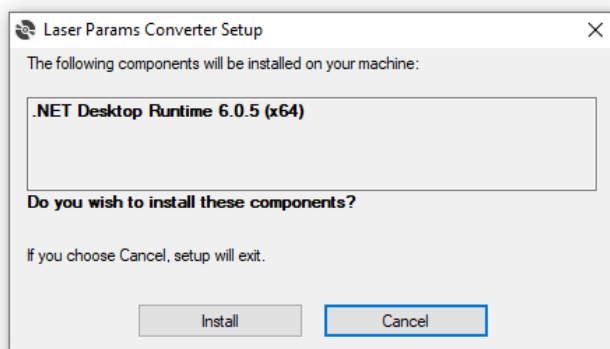 Laser Params Converter Setup
The following components will be installed on your machine:
.NET Desktop Runtime 6.0.5 (x64)
Do you wish to install these components?
If you choose Cancel, setup will exit.
Install
Cancel